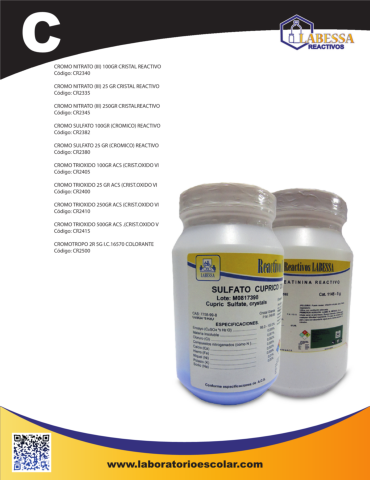 C
LABESSA
REACTIVOS
CROMO NITRATO (III) 100GR CRISTAL REACTIVO
Código: CR2340
CROMO NITRATO (III) 25 GR CRISTAL REACTIVO
Código: CR2335
CROMO NITRATO (III) 250GR CRISTALREACTIVO
Código: CR2345
CROMO SULFATO 100GR (CROMICO) REACTIVO
Código: CR2382
CROMO SULFATO 25 GR (CROMICO) REACTIVO
Código: CR2380
CROMO TRIOXIDO 100GR ACS (CRIST.OXIDO VI
Código: CR2405
CROMO TRIOXIDO 25 GR ACS (CRIST.OXIDO VI
Código: CR2400
CROMO TRIOXIDO 250GR ACS (CRIST.OXIDO VI
Código: CR2410
CROMO TRIOXIDO 500GR ACS .(CRIST.OXIDO V
Código: CR2415
CROMOTROPO 2R SG I.C.16570 COLORANTE
Código: CR2500
LABESSA
SULFATO CUPRICO
Lote: M0817390
Cupric Sulfate, crystals
ESPECIFICACIONES
Reactivos LABESSA
EATININA REACTIVO
www.laboratorioescolar.com